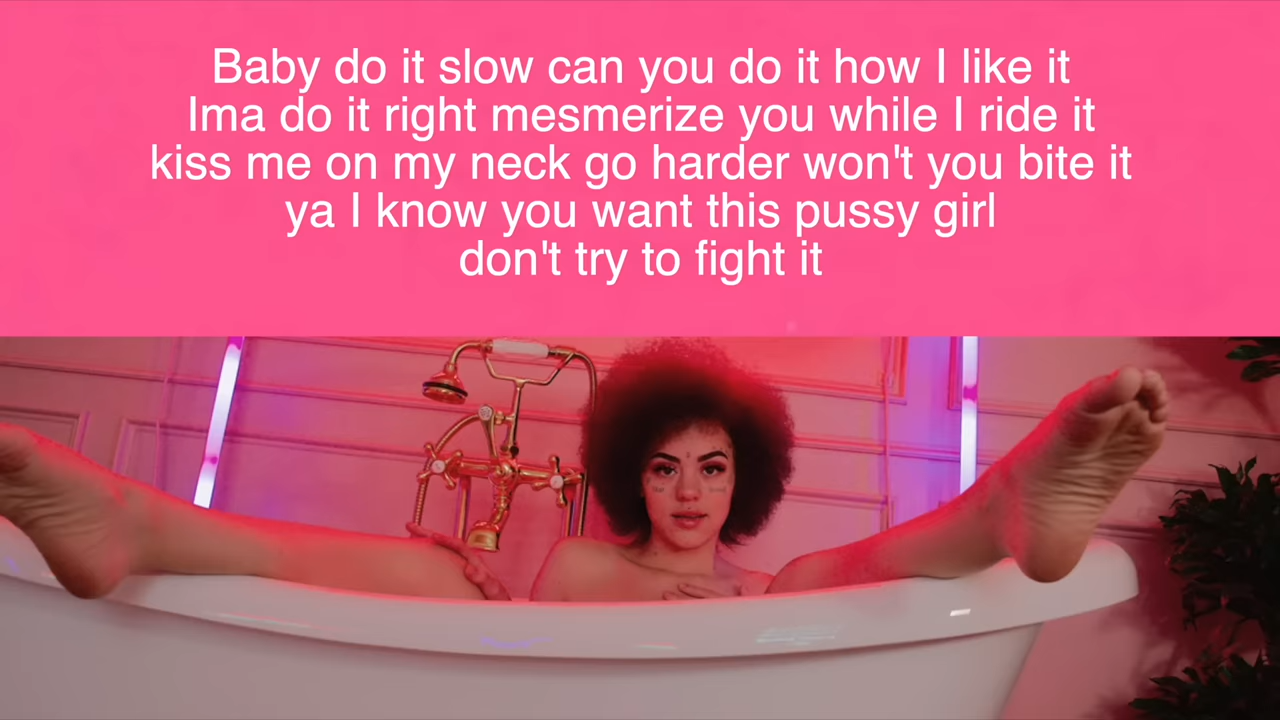 Baby do it slow can you do it how I like it
Ima do it right mesmerize you while I ride it
kiss me on my neck go harder won't you bite it
ya I know you want this pussy girl
don't try to fight it